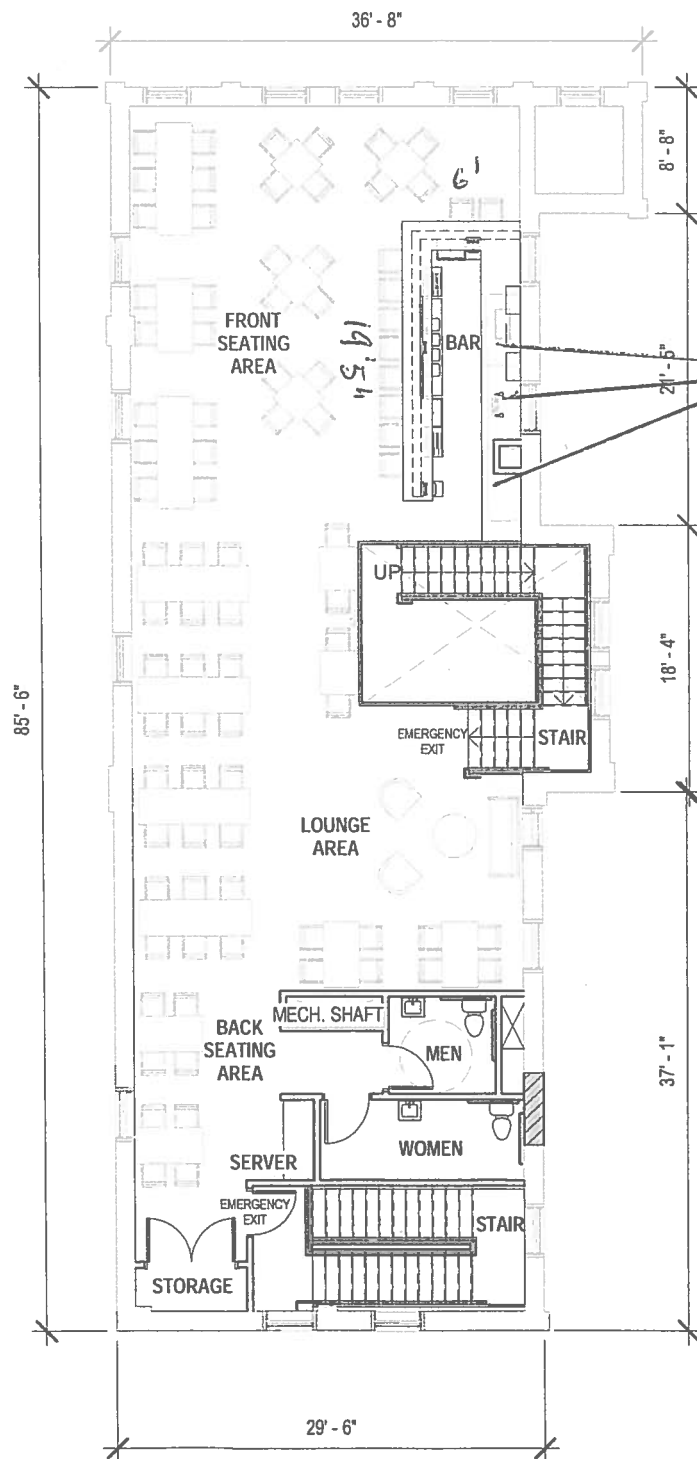 36' - 8"
8' - 8"
6'
FRONT
SEATING
AREA
19'5"
BAR
21' - 5"
UP
85' - 6"
18' - 4"
EMERGENCY
EXIT
STAIR
LOUNGE
AREA
MECH. SHAFT
BACK
SEATING
AREA
MEN
37' - 1"
WOMEN
SERVER
EMERGENCY
EXIT
STAIR
STORAGE
29' - 6"